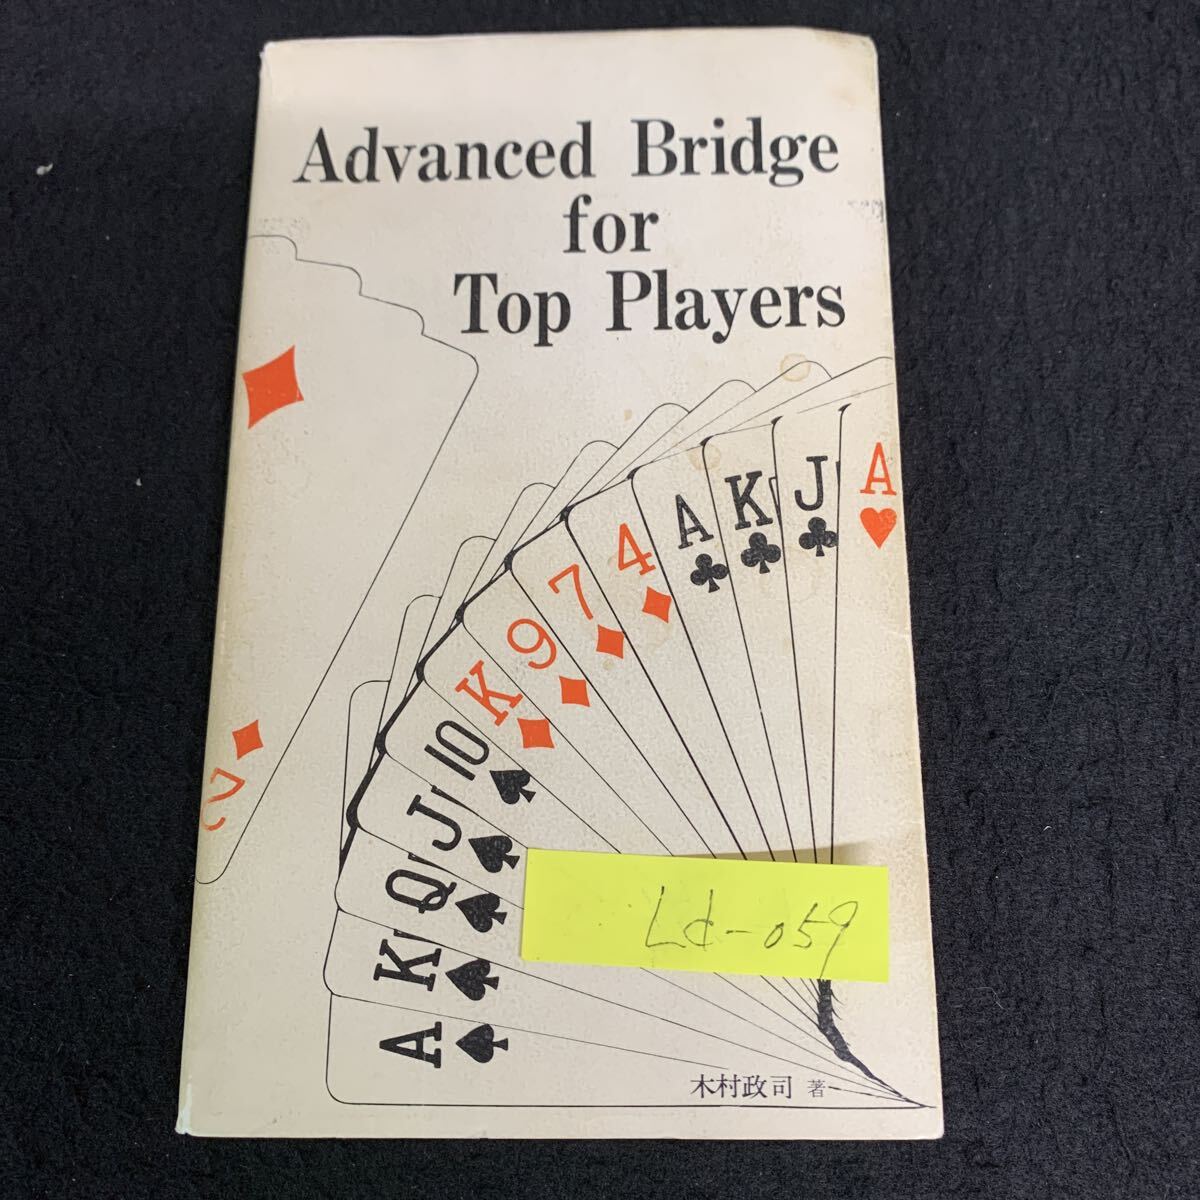 Advanced Bridge
for
Top Players
A
J
K
A
4
7
9
K
10
J
Q
K
A
2
Ld-059
木村政司 著